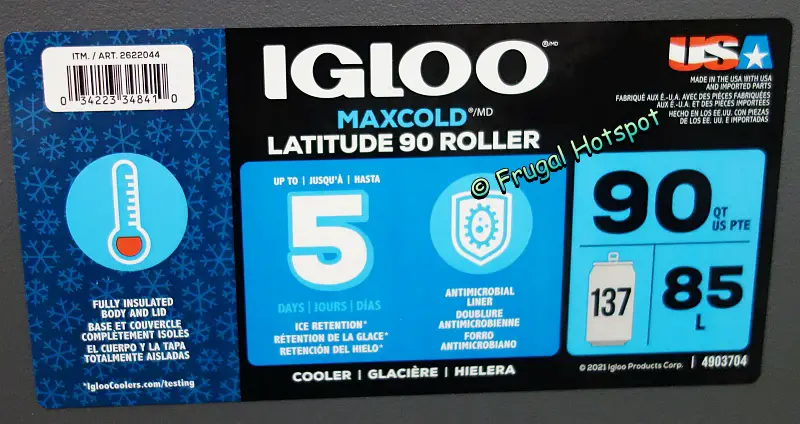 ITM. / ART. 2622044
0 34223 34841 0
FULLY INSULATED
BODY AND LID
BASE ET COUVERCLE
COMPLÈTEMENT ISOLÉS
EL CUERPO Y LA TAPA
TOTALMENTE AISLADAS
*IglooCoolers.com/testing
IGLOO®/MD
MAXCOLD®/MD
LATITUDE 90 ROLLER
UP TO | JUSQU'À | HASTA
5
DAYS | JOURS | DÍAS
ICE RETENTION*
RÉTENTION DE LA GLACE*
RETENCIÓN DEL HIELO*
ANTIMICROBIAL
LINER
DOUBLURE
ANTIMICROBIENNE
FORRO
ANTIMICROBIANO
COOLER | GLACIÈRE | HIELERA
© Frugal Hotspot
USA
MADE IN THE USA WITH USA
AND IMPORTED PARTS
FABRIQUÉ AUX É.-U.A. AVEC DES PIÈCES FABRIQUÉES
AUX É.-U.A. ET DES PIÈCES IMPORTÉES
HECHO EN LOS EE.UU. CON PIEZAS
DE LOS EE. UU. E IMPORTADAS
90 QT
US PTE
137
85
L
© 2021 Igloo Products Corp. | 4903704